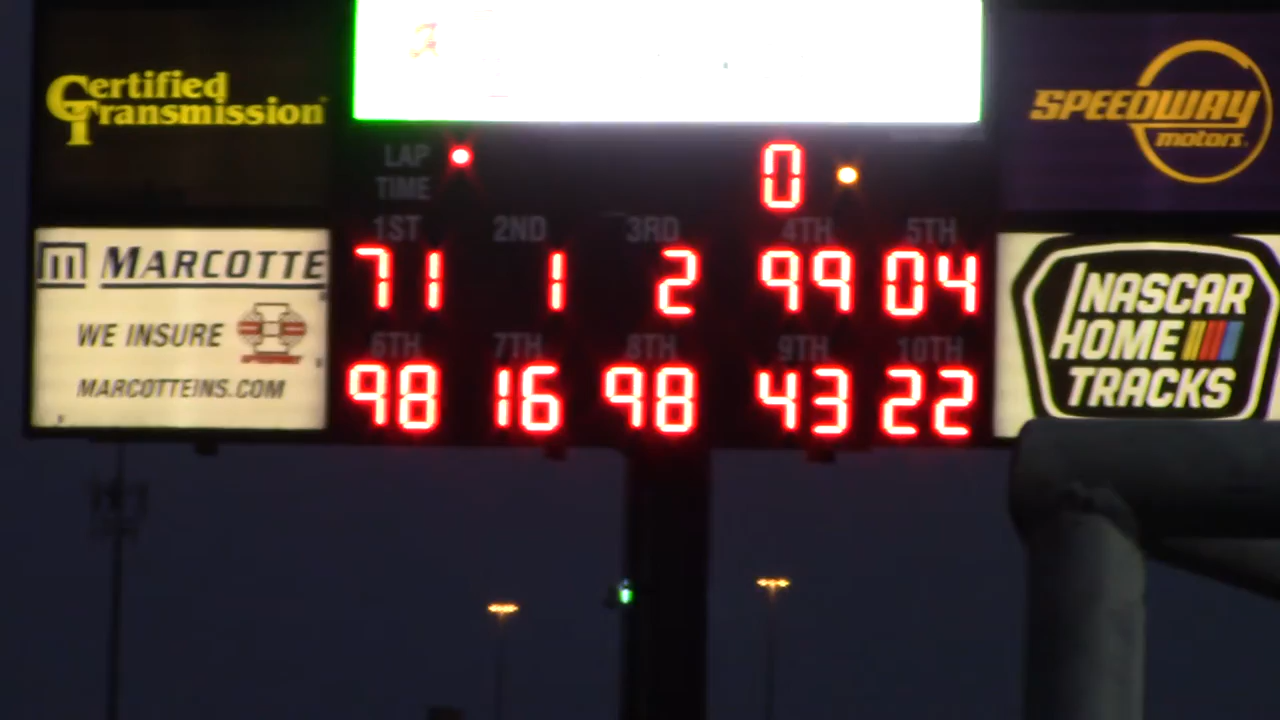 Certified
Transmission
SPEEDWAY
motors
LAP
TIME
0
1ST 2ND 3RD 4TH 5TH
71 1 2 99 04
6TH 7TH 8TH 9TH 10TH
98 16 98 43 22
m MARCOTTE
WE INSURE
MARCOTTEINS.COM
NASCAR
HOME
TRACKS